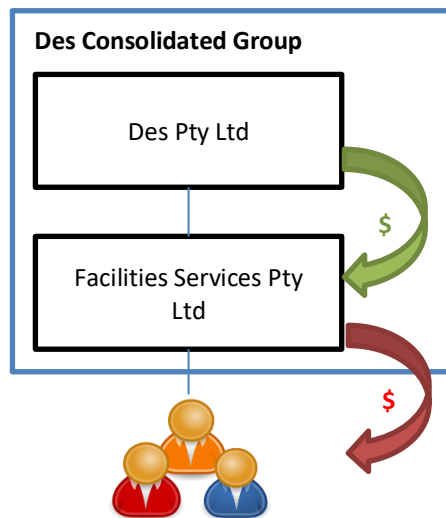 Des Consolidated Group
Des Pty Ltd
$
Facilities Services Pty
Ltd
$